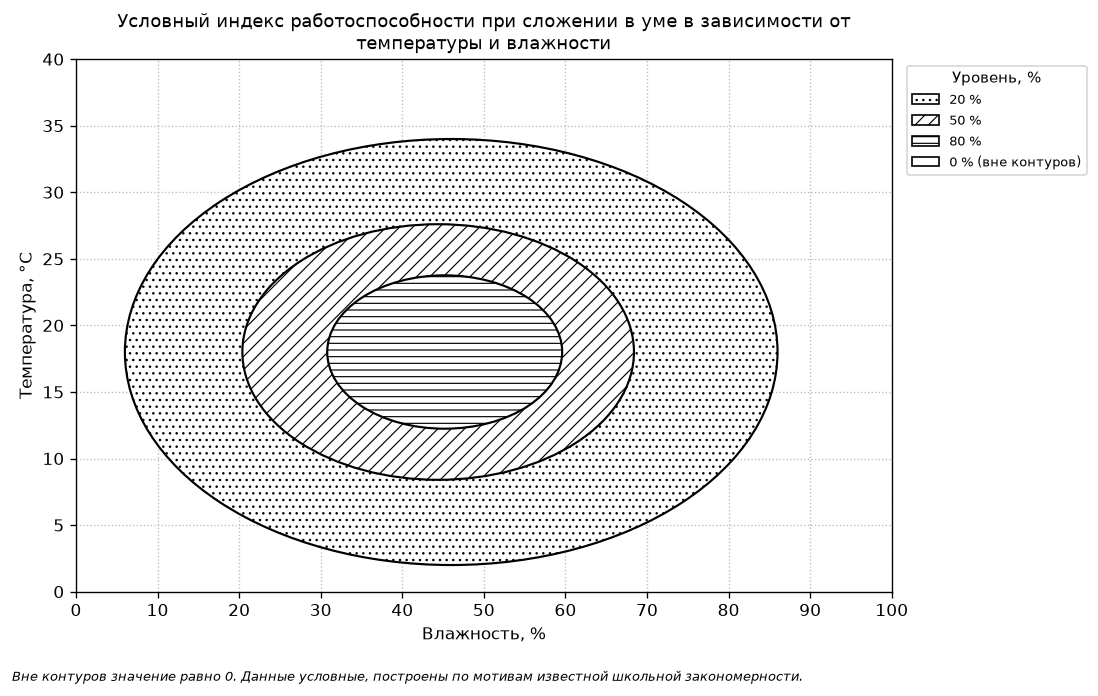 Условный индекс работоспособности при сложении в уме в зависимости от
температуры и влажности
40
35
30
25
20
15
10
5
0
Температура, °C
0 10 20 30 40 50 60 70 80 90 100
Влажность, %
Уровень, %
20 %
50 %
80 %
0 % (вне контуров)
Вне контуров значение равно 0. Данные условные, построены по мотивам известной школьной закономерности.